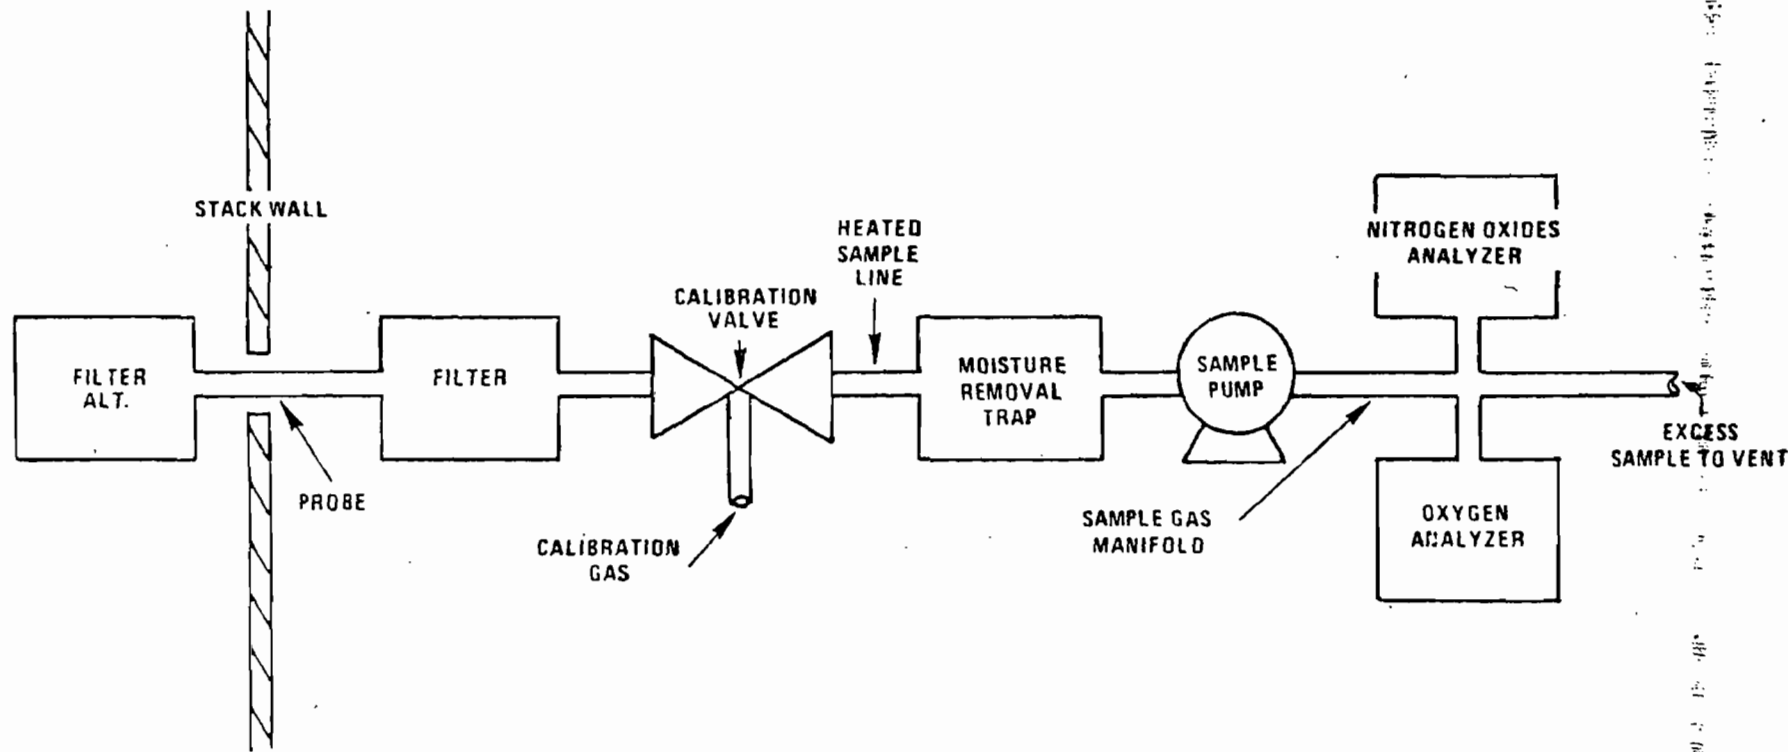 STACK WALL
FILTER
ALT.
PROBE
FILTER
CALIBRATION
VALVE
CALIBRATION
GAS
HEATED
SAMPLE
LINE
MOISTURE
REMOVAL
TRAP
SAMPLE
PUMP
SAMPLE GAS
MANIFOLD
NITROGEN OXIDES
ANALYZER
OXYGEN
ANALYZER
EXCESS
SAMPLE TO VENT